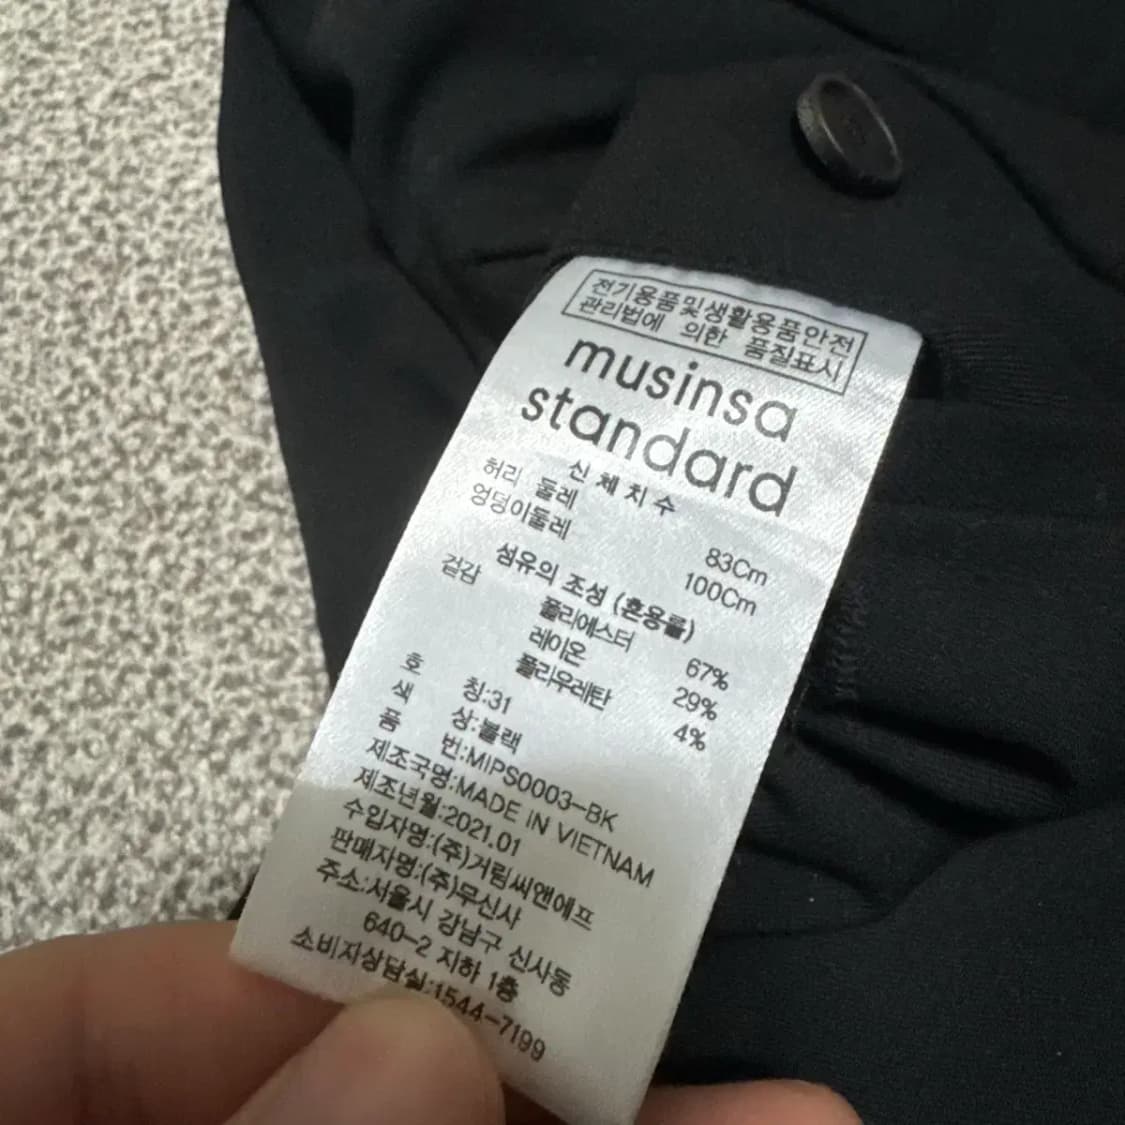 전기용품및생활용품안전
관리법에 의한 품질표시
musinsa
standard
신체치수
허리 둘레 83Cm
엉덩이둘레 100Cm
섬유의 조성 (혼용률)
겉감 폴리에스터 67%
레이온 29%
폴리우레탄 4%
호 칭:31
색 상:블랙
품 번:MIPS0003-BK
제조국명:MADE IN VIETNAM
제조년월:2021.01
수입자명:(주)거림씨앤에프
판매자명:(주)무신사
주소:서울시 강남구 신사동
640-2 지하 1층
소비자상담실:1544-7199